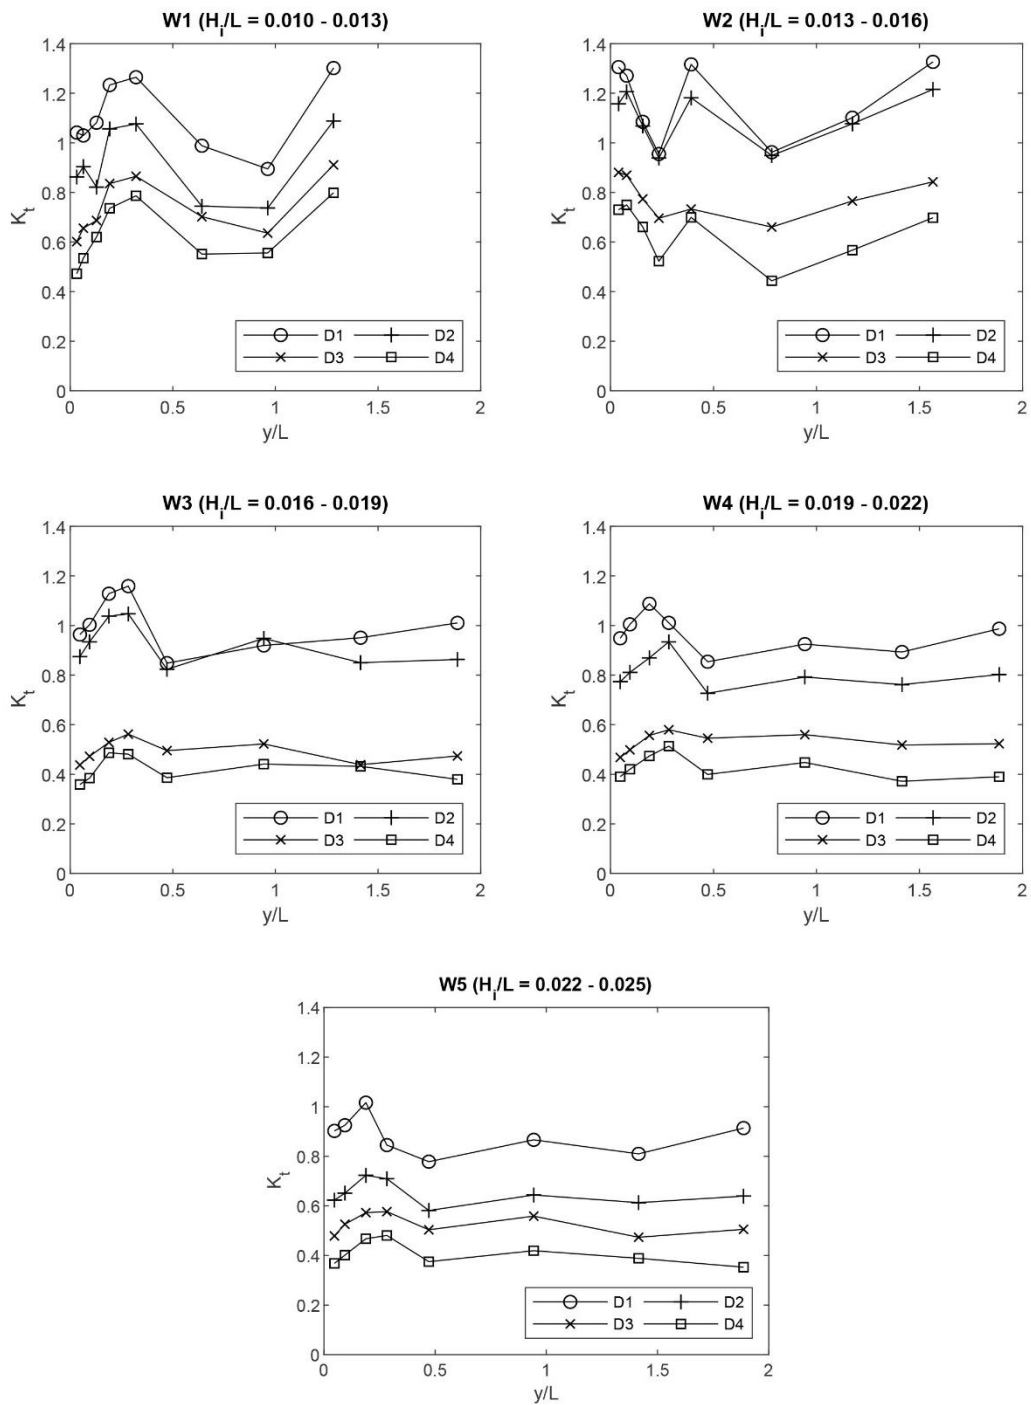 W1 (Hi/L = 0.010 - 0.013)
1.4
1.2
1
0.8
0.6
0.4
0.2
0
Kt
0 0.5 1 1.5 2
y/L
D1 D2
D3 D4
W2 (Hi/L = 0.013 - 0.016)
1.4
1.2
1
0.8
0.6
0.4
0.2
0
Kt
0 0.5 1 1.5 2
y/L
D1 D2
D3 D4
W3 (Hi/L = 0.016 - 0.019)
1.4
1.2
1
0.8
0.6
0.4
0.2
0
Kt
0 0.5 1 1.5 2
y/L
D1 D2
D3 D4
W4 (Hi/L = 0.019 - 0.022)
1.4
1.2
1
0.8
0.6
0.4
0.2
0
Kt
0 0.5 1 1.5 2
y/L
D1 D2
D3 D4
W5 (Hi/L = 0.022 - 0.025)
1.4
1.2
1
0.8
0.6
0.4
0.2
0
Kt
0 0.5 1 1.5 2
y/L
D1 D2
D3 D4